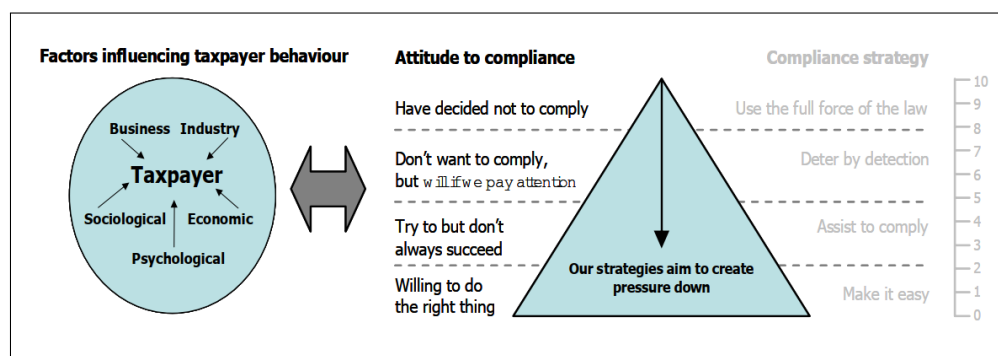 Factors influencing taxpayer behaviour
Business Industry
Taxpayer
Sociological Economic
Psychological
Attitude to compliance
Have decided not to comply
Don't want to comply,
but will if we pay attention
Try to but don't
always succeed
Willing to do
the right thing
Our strategies aim to create
pressure down
Compliance strategy
Use the full force of the law
Deter by detection
Assist to comply
Make it easy
10
9
8
7
6
5
4
3
2
1
0